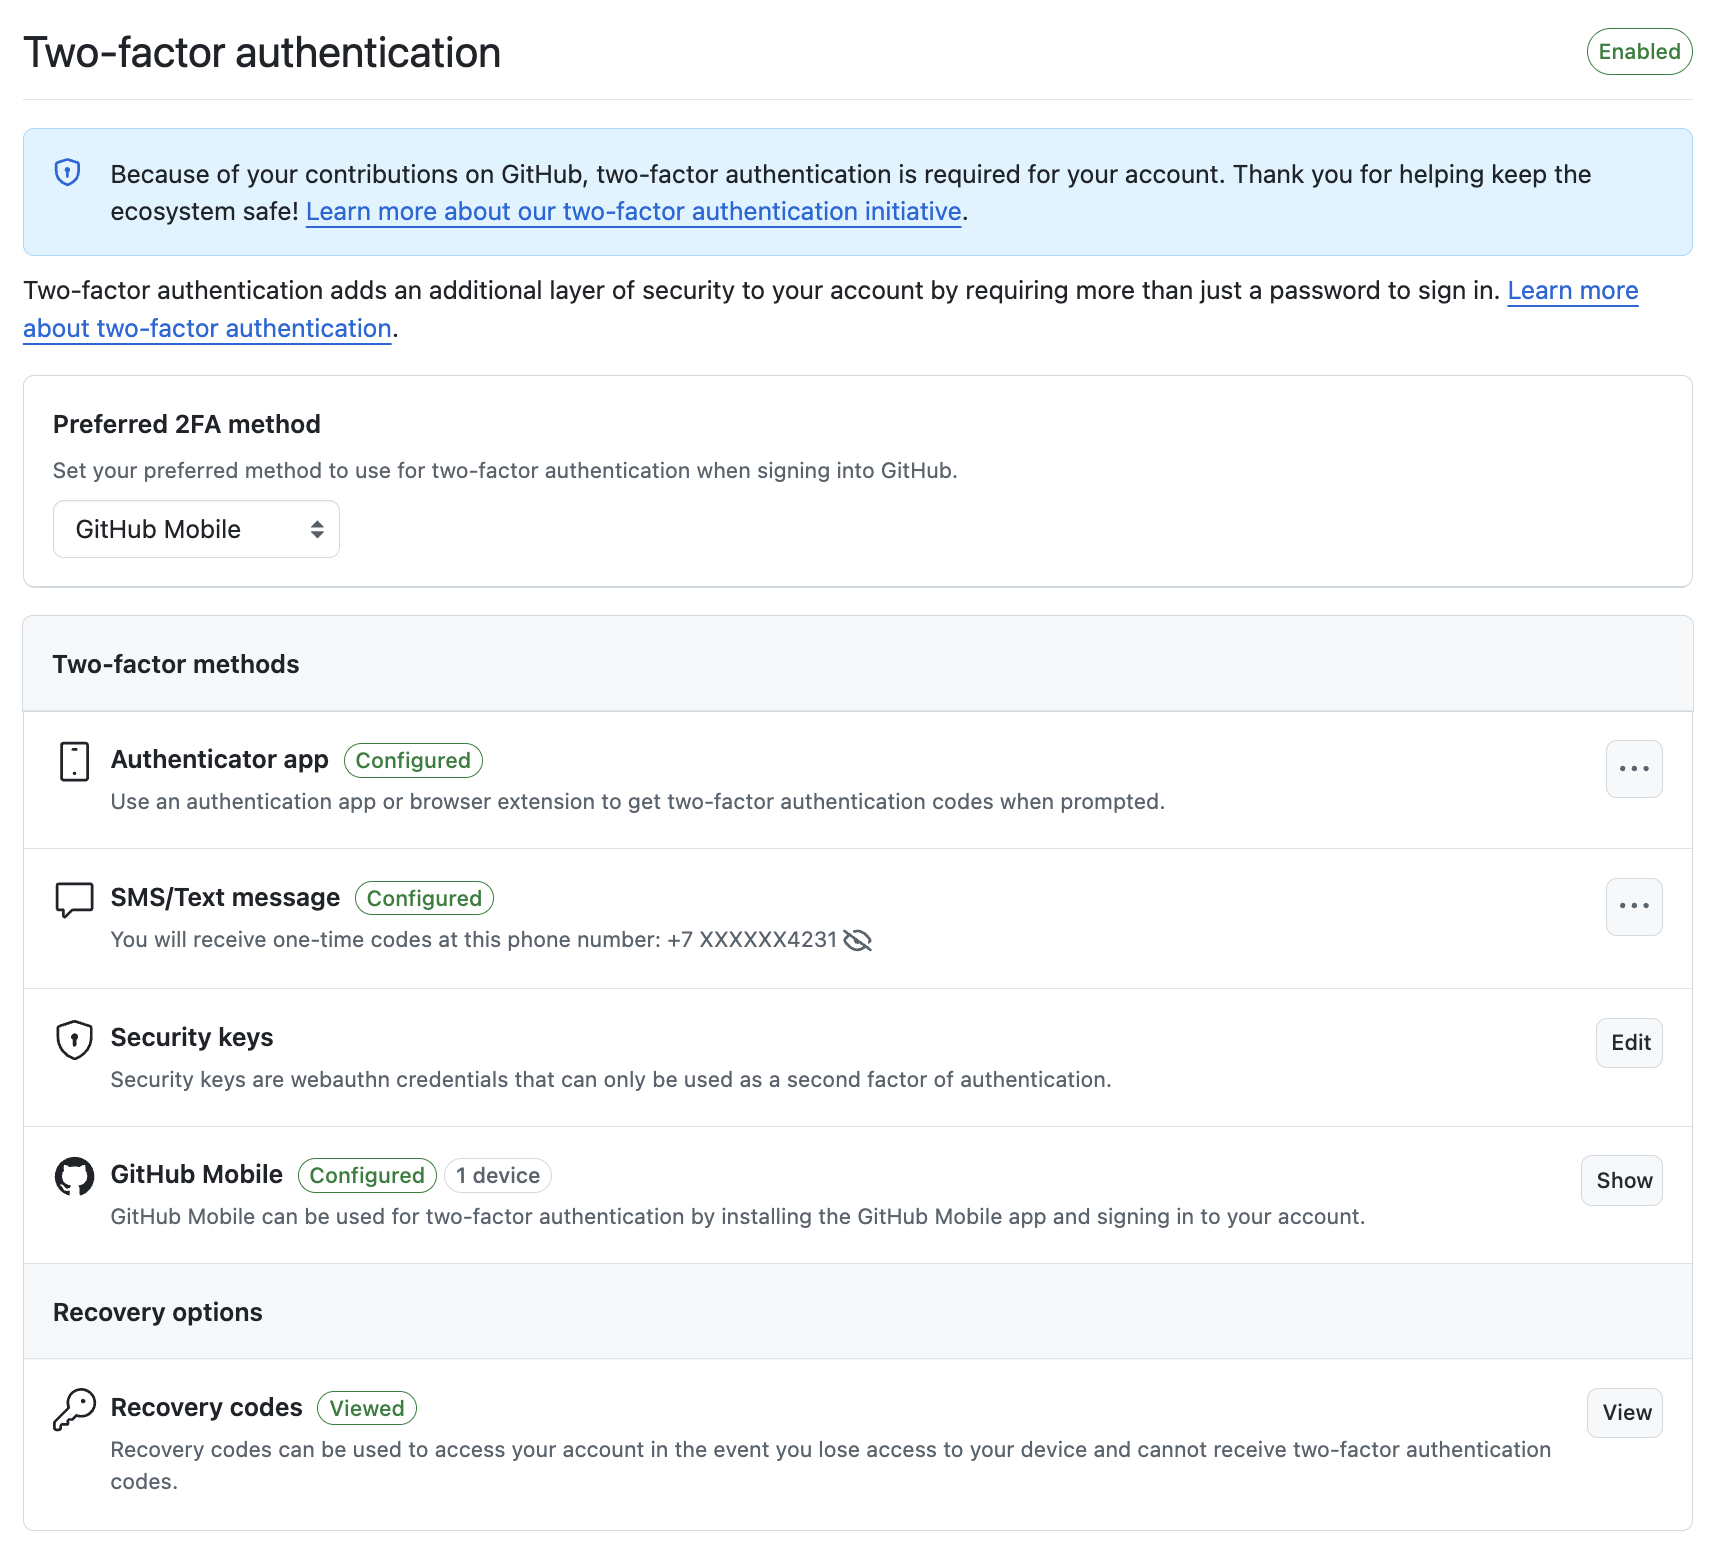 Two-factor authentication
Enabled
Because of your contributions on GitHub, two-factor authentication is required for your account. Thank you for helping keep the
ecosystem safe! Learn more about our two-factor authentication initiative.
Two-factor authentication adds an additional layer of security to your account by requiring more than just a password to sign in. Learn more
about two-factor authentication.
Preferred 2FA method
Set your preferred method to use for two-factor authentication when signing into GitHub.
GitHub Mobile
Two-factor methods
Authenticator app Configured
Use an authentication app or browser extension to get two-factor authentication codes when prompted.
SMS/Text message Configured
You will receive one-time codes at this phone number: +7 XXXXXX4231
Security keys
Edit
Security keys are webauthn credentials that can only be used as a second factor of authentication.
GitHub Mobile Configured 1 device
Show
GitHub Mobile can be used for two-factor authentication by installing the GitHub Mobile app and signing in to your account.
Recovery options
Recovery codes Viewed
View
Recovery codes can be used to access your account in the event you lose access to your device and cannot receive two-factor authentication
codes.